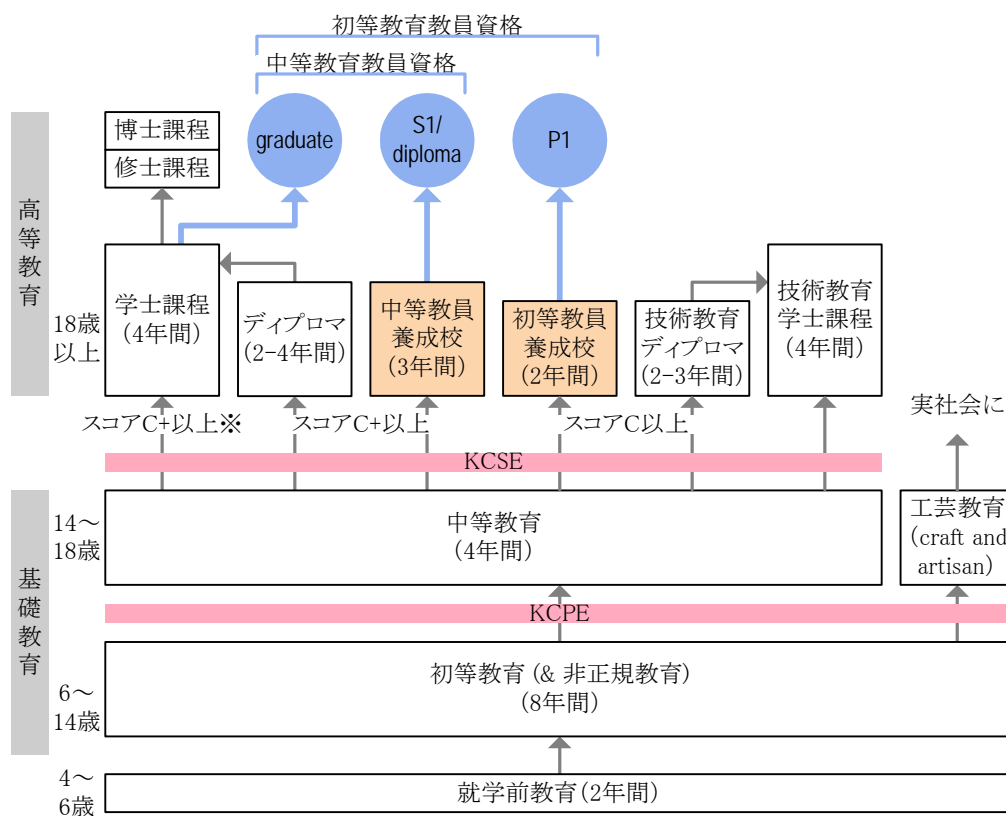 初等教育教員資格
中等教育教員資格
graduate
S1/
diploma
P1
博士課程
修士課程
高等教育
18歳
以上
学士課程
(4年間)
ディプロマ
(2-4年間)
中等教員
養成校
(3年間)
初等教員
養成校
(2年間)
技術教育
ディプロマ
(2-3年間)
技術教育
学士課程
(4年間)
スコアC+以上※
スコアC+以上
スコアC以上
実社会に
KCSE
基礎教育
14～
18歳
中等教育
(4年間)
工芸教育
(craft and
artisan)
KCPE
6～
14歳
初等教育 (& 非正規教育)
(8年間)
4～
6歳
就学前教育(2年間)